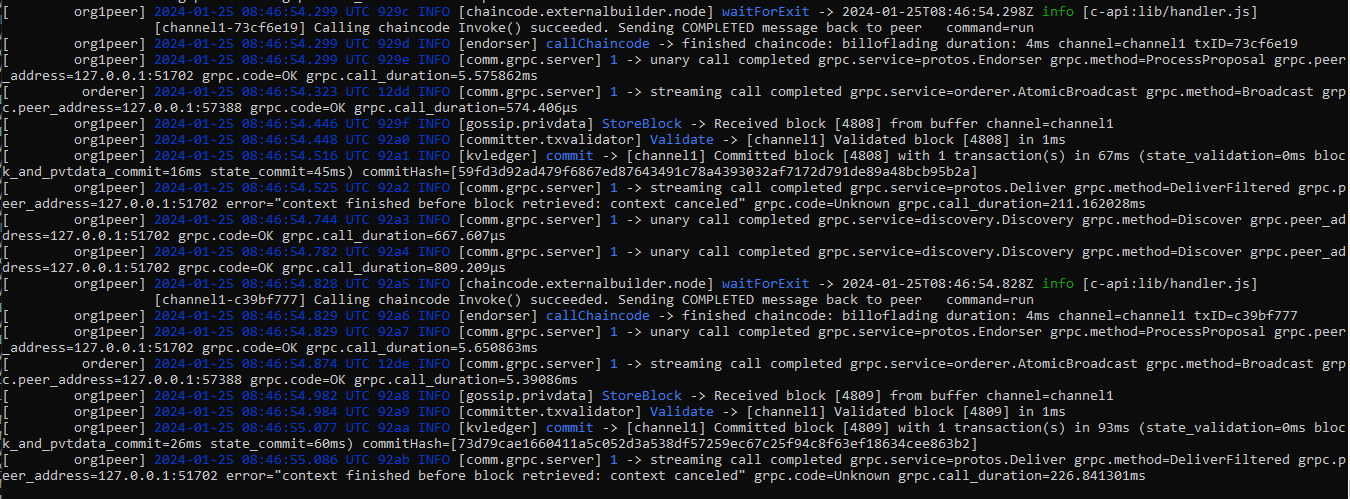 [       org1peer] 2024-01-25 08:46:54.299 UTC 929c INFO [chaincode.externalbuilder.node] waitForExit -> 2024-01-25T08:46:54.298Z info [c-api:lib/handler.js]
[channel1-73cf6e19] Calling chaincode Invoke() succeeded. Sending COMPLETED message back to peer   command=run
[       org1peer] 2024-01-25 08:46:54.299 UTC 929d INFO [endorser] callChaincode -> finished chaincode: billoflading duration: 4ms channel=channel1 txID=73cf6e19
[       org1peer] 2024-01-25 08:46:54.299 UTC 929e INFO [comm.grpc.server] 1 -> unary call completed grpc.service=protos.Endorser grpc.method=ProcessProposal grpc.peer
_address=127.0.0.1:51702 grpc.code=OK grpc.call_duration=5.575862ms
[        orderer] 2024-01-25 08:46:54.323 UTC 12dd INFO [comm.grpc.server] 1 -> streaming call completed grpc.service=orderer.AtomicBroadcast grpc.method=Broadcast grp
c.peer_address=127.0.0.1:57388 grpc.code=OK grpc.call_duration=574.406µs
[       org1peer] 2024-01-25 08:46:54.446 UTC 929f INFO [gossip.privdata] StoreBlock -> Received block [4808] from buffer channel=channel1
[       org1peer] 2024-01-25 08:46:54.448 UTC 92a0 INFO [committer.txvalidator] Validate -> [channel1] Validated block [4808] in 1ms
[       org1peer] 2024-01-25 08:46:54.516 UTC 92a1 INFO [kvledger] commit -> [channel1] Committed block [4808] with 1 transaction(s) in 67ms (state_validation=0ms bloc
k_and_pvtdata_commit=16ms state_commit=45ms) commitHash=[59fd3d92ad479f6867ed87643491c78a4393032af7172d791de89a48bcb95b2a]
[       org1peer] 2024-01-25 08:46:54.525 UTC 92a2 INFO [comm.grpc.server] 1 -> streaming call completed grpc.service=protos.Deliver grpc.method=DeliverFiltered grpc.p
eer_address=127.0.0.1:51702 error="context finished before block retrieved: context canceled" grpc.code=Unknown grpc.call_duration=211.162028ms
[       org1peer] 2024-01-25 08:46:54.744 UTC 92a3 INFO [comm.grpc.server] 1 -> unary call completed grpc.service=discovery.Discovery grpc.method=Discover grpc.peer_ad
dress=127.0.0.1:51702 grpc.code=OK grpc.call_duration=667.607µs
[       org1peer] 2024-01-25 08:46:54.782 UTC 92a4 INFO [comm.grpc.server] 1 -> unary call completed grpc.service=discovery.Discovery grpc.method=Discover grpc.peer_ad
dress=127.0.0.1:51702 grpc.code=OK grpc.call_duration=809.209µs
[       org1peer] 2024-01-25 08:46:54.828 UTC 92a5 INFO [chaincode.externalbuilder.node] waitForExit -> 2024-01-25T08:46:54.828Z info [c-api:lib/handler.js]
[channel1-c39bf777] Calling chaincode Invoke() succeeded. Sending COMPLETED message back to peer   command=run
[       org1peer] 2024-01-25 08:46:54.829 UTC 92a6 INFO [endorser] callChaincode -> finished chaincode: billoflading duration: 4ms channel=channel1 txID=c39bf777
[       org1peer] 2024-01-25 08:46:54.829 UTC 92a7 INFO [comm.grpc.server] 1 -> unary call completed grpc.service=protos.Endorser grpc.method=ProcessProposal grpc.peer
_address=127.0.0.1:51702 grpc.code=OK grpc.call_duration=5.650863ms
[        orderer] 2024-01-25 08:46:54.874 UTC 12de INFO [comm.grpc.server] 1 -> streaming call completed grpc.service=orderer.AtomicBroadcast grpc.method=Broadcast grp
c.peer_address=127.0.0.1:57388 grpc.code=OK grpc.call_duration=5.39086ms
[       org1peer] 2024-01-25 08:46:54.982 UTC 92a8 INFO [gossip.privdata] StoreBlock -> Received block [4809] from buffer channel=channel1
[       org1peer] 2024-01-25 08:46:54.984 UTC 92a9 INFO [committer.txvalidator] Validate -> [channel1] Validated block [4809] in 1ms
[       org1peer] 2024-01-25 08:46:55.077 UTC 92aa INFO [kvledger] commit -> [channel1] Committed block [4809] with 1 transaction(s) in 93ms (state_validation=0ms bloc
k_and_pvtdata_commit=26ms state_commit=60ms) commitHash=[73d79cae1660411a5c052d3a538df57259ec67c25f94c8f63ef18634cee863b2]
[       org1peer] 2024-01-25 08:46:55.086 UTC 92ab INFO [comm.grpc.server] 1 -> streaming call completed grpc.service=protos.Deliver grpc.method=DeliverFiltered grpc.p
eer_address=127.0.0.1:51702 error="context finished before block retrieved: context canceled" grpc.code=Unknown grpc.call_duration=226.841301ms